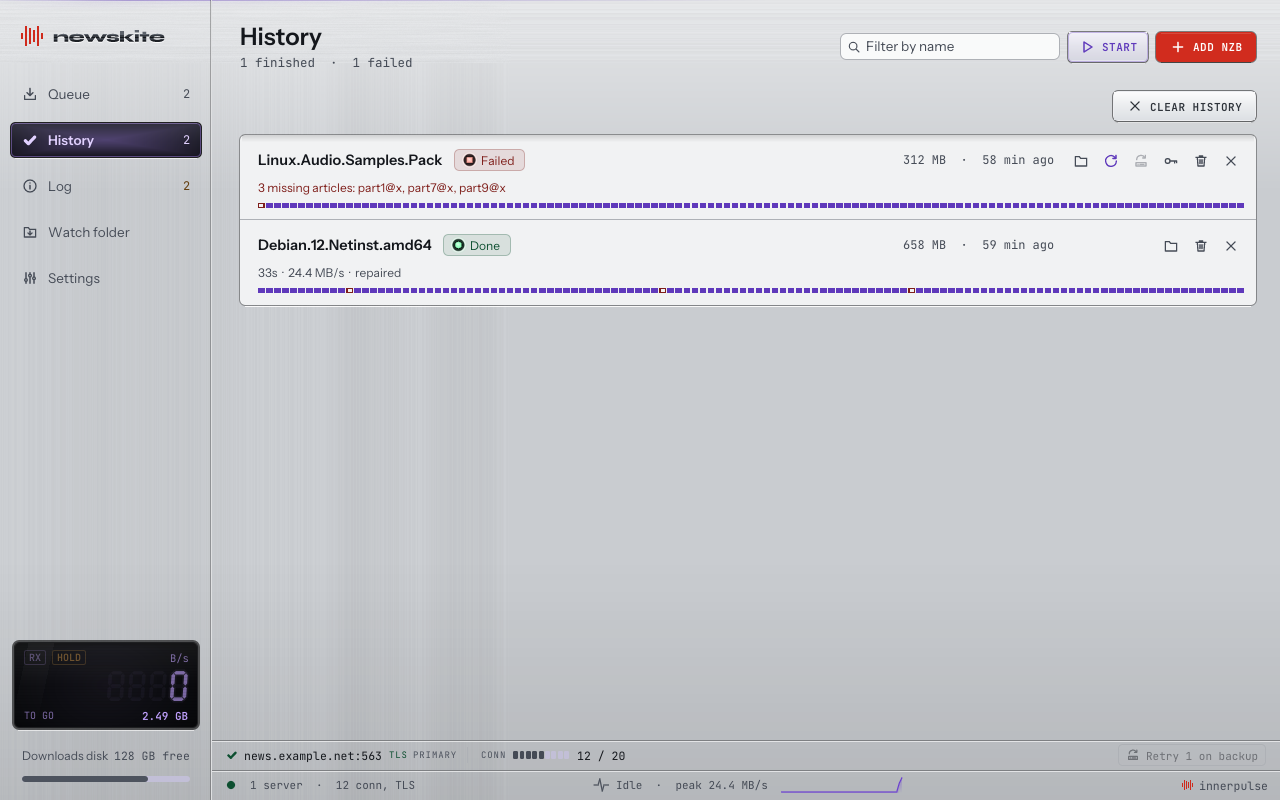 newskite
Queue 2
History 2
Log 2
Watch folder
Settings
RX HOLD B/s
0
TO GO 2.49 GB
Downloads disk 128 GB free
History
1 finished · 1 failed
Filter by name
START
ADD NZB
CLEAR HISTORY
Linux.Audio.Samples.Pack Failed 312 MB · 58 min ago
3 missing articles: part1@x, part7@x, part9@x
Debian.12.Netinst.amd64 Done 658 MB · 59 min ago
33s · 24.4 MB/s · repaired
news.example.net:563 TLS PRIMARY CONN 12 / 20 Retry 1 on backup
1 server · 12 conn, TLS Idle · peak 24.4 MB/s innerpulse